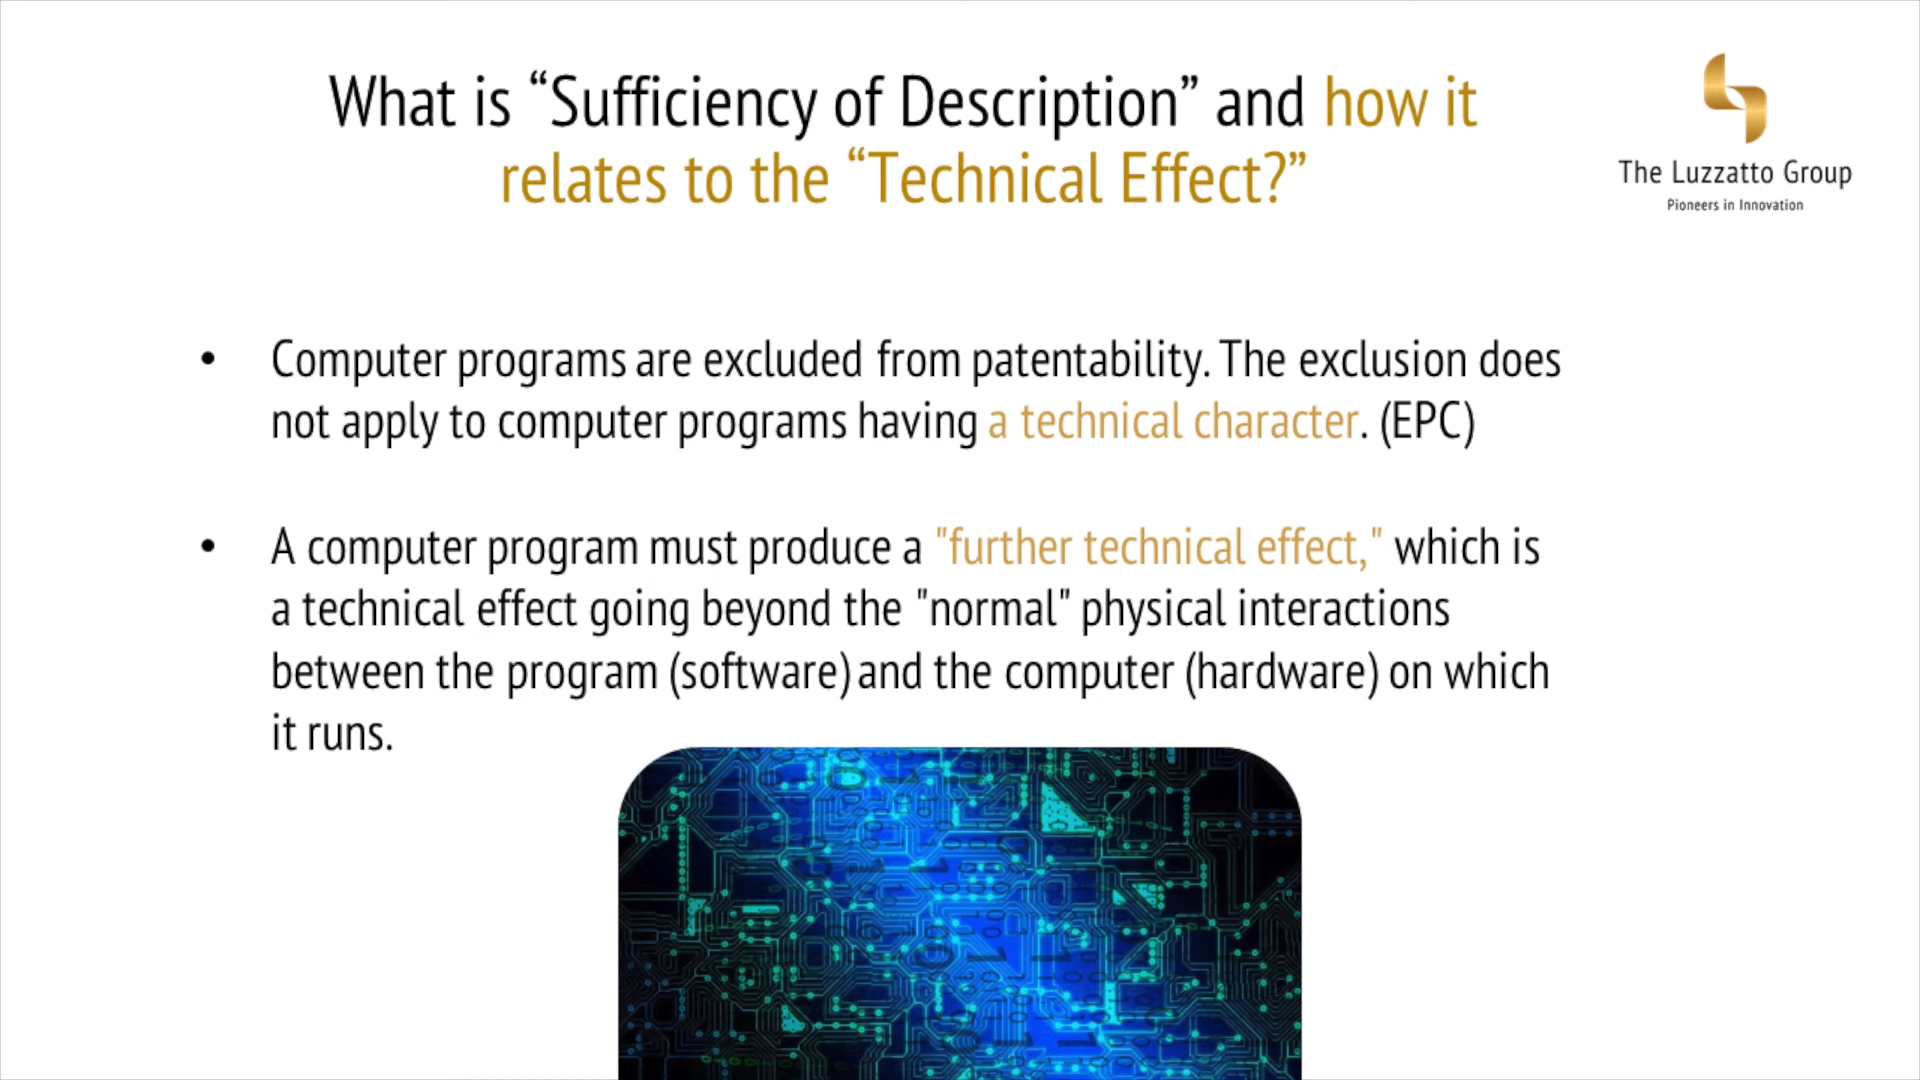 What is “Sufficiency of Description” and how it
relates to the “Technical Effect?”
The Luzzatto Group
Pioneers in Innovation
• Computer programs are excluded from patentability. The exclusion does
not apply to computer programs having a technical character. (EPC)
• A computer program must produce a "further technical effect," which is
a technical effect going beyond the "normal" physical interactions
between the program (software) and the computer (hardware) on which
it runs.